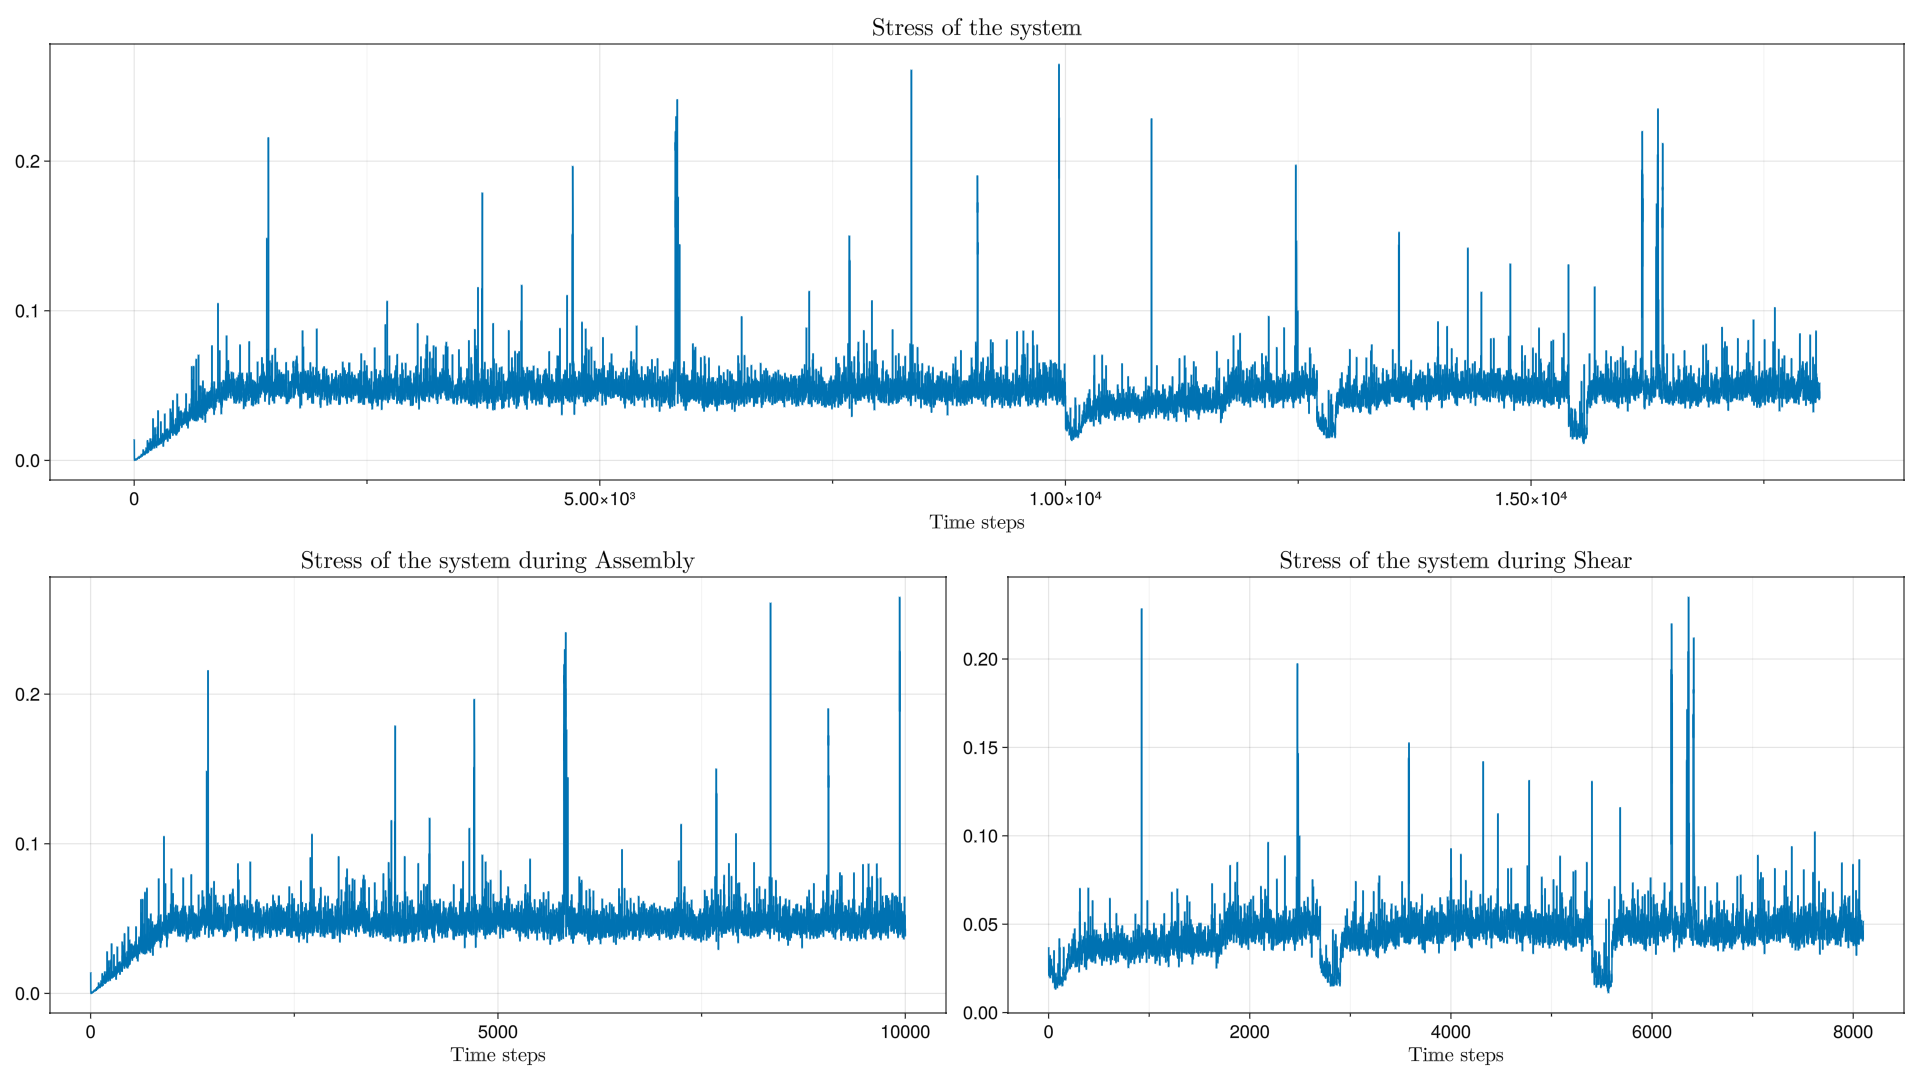 Stress of the system
0.2
0.1
0.0
0 5.00×10³ 1.00×10⁴ 1.50×10⁴
Time steps
Stress of the system during Assembly
0.2
0.1
0.0
0 5000 10000
Time steps
Stress of the system during Shear
0.20
0.15
0.10
0.05
0.00
0 2000 4000 6000 8000
Time steps